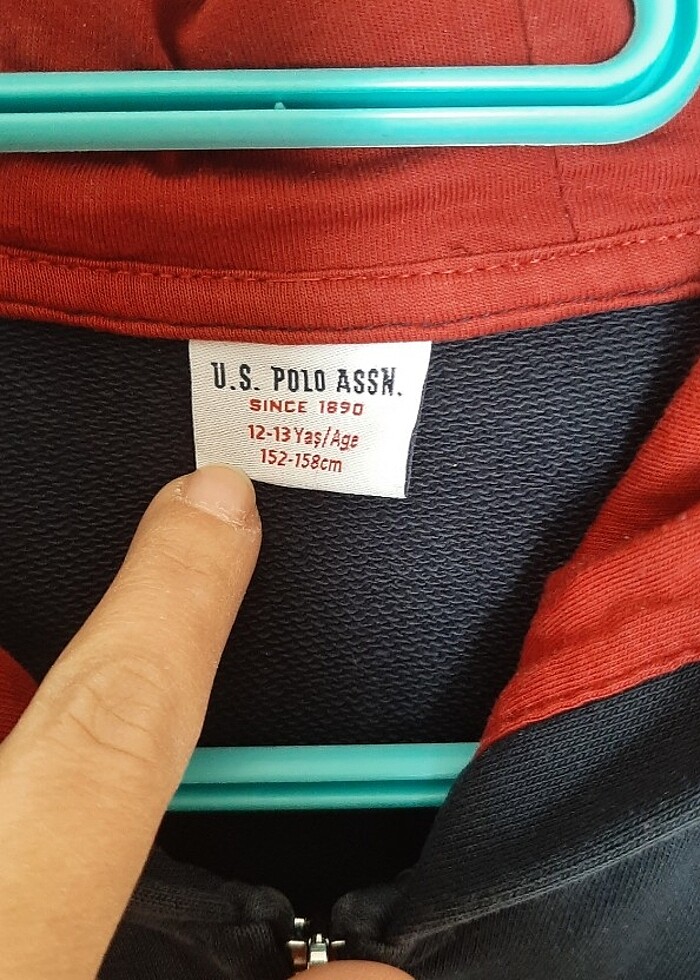 U.S. POLO ASSN.
SINCE 1890
12-13 Yaş/Age
152-158cm